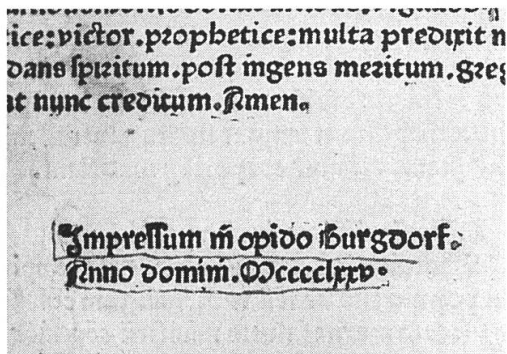 ice:victor.prophetice:multa predixit n
dans spiritum.post ingens meritum.greg
at nunc creditum.Amen.
Impressum in opido Burgdorf.
Anno domini.Mcccclxxv.